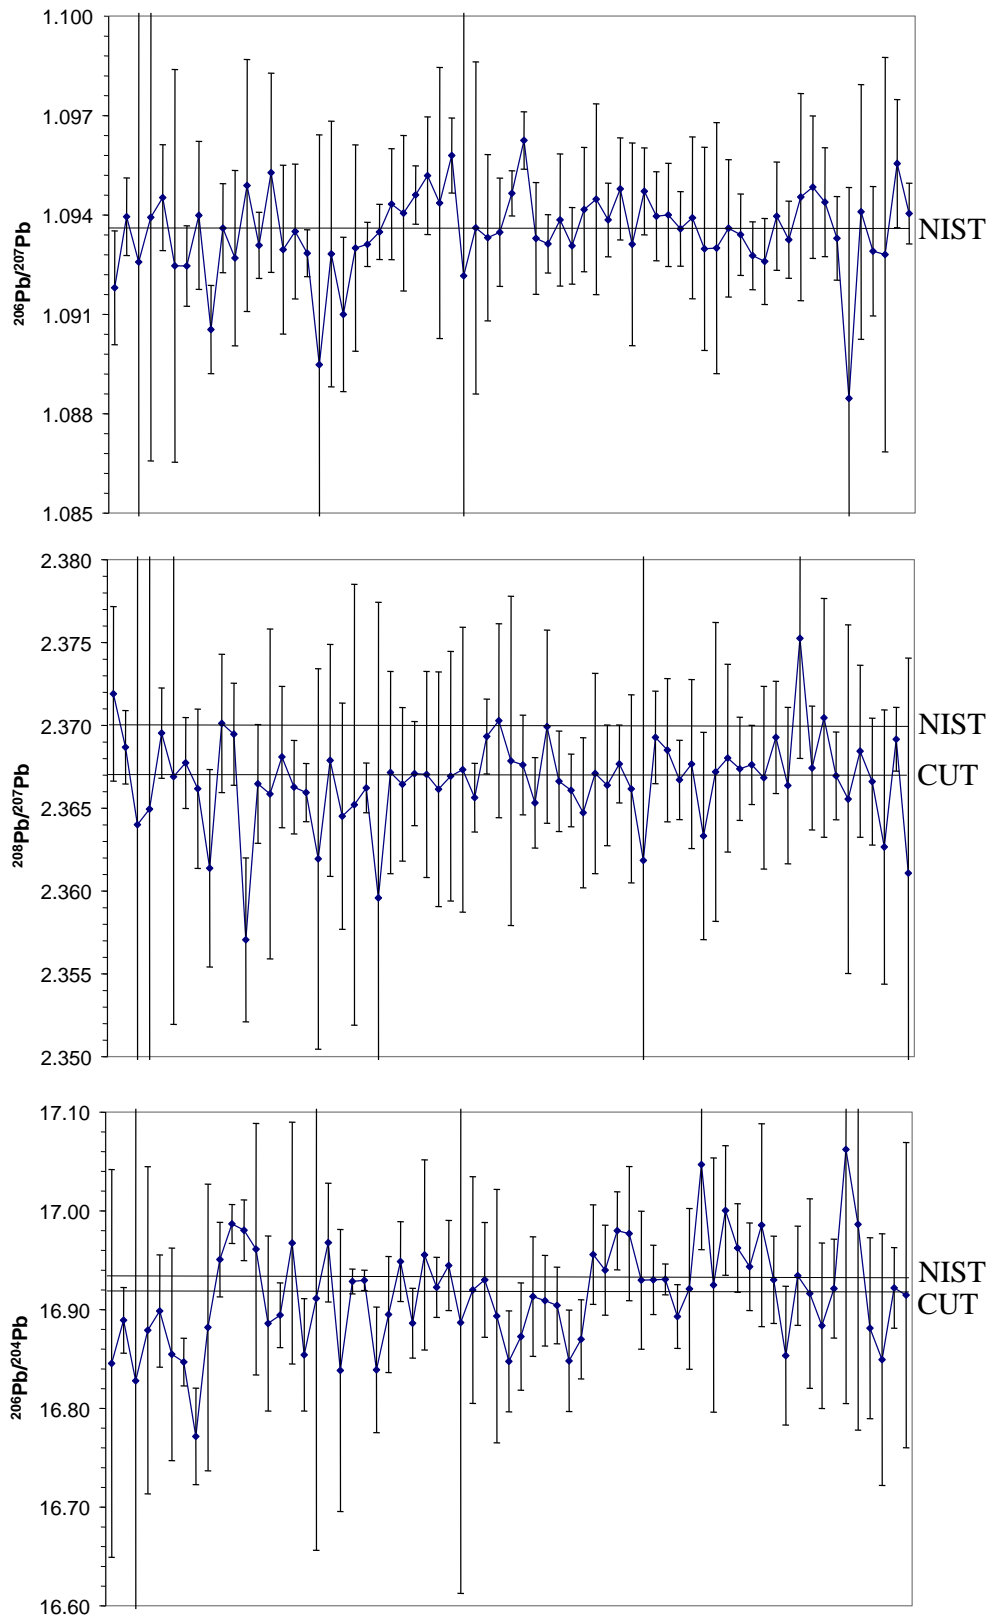 1.100
1.097
1.094
NIST
1.091
1.088
1.085
²⁰⁶Pb/²⁰⁷Pb
2.380
2.375
2.370
NIST
CUT
2.365
2.360
2.355
2.350
²⁰⁸Pb/²⁰⁷Pb
17.10
17.00
NIST
16.90
CUT
16.80
16.70
16.60
²⁰⁶Pb/²⁰⁴Pb